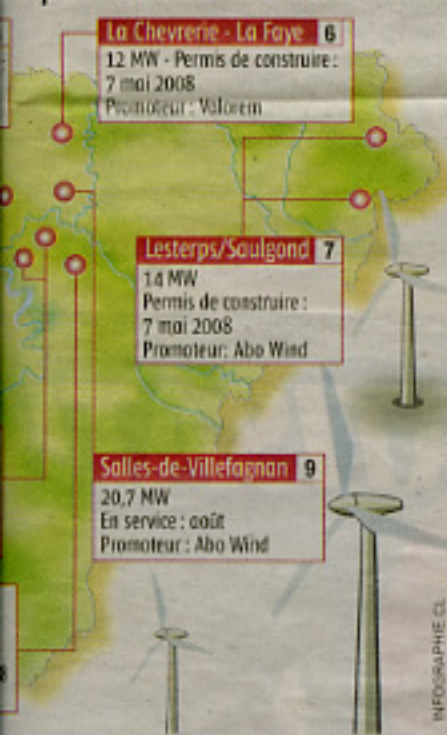 La Chevrerie - La Faye 6
12 MW - Permis de construire :
7 mai 2008
Promoteur : Valorem
Lesterps/Saulgond 7
14 MW
Permis de construire :
7 mai 2008
Promoteur: Abo Wind
Salles-de-Villefagnan 9
20,7 MW
En service : août
Promoteur : Abo Wind
INFOGRAPHIE CL